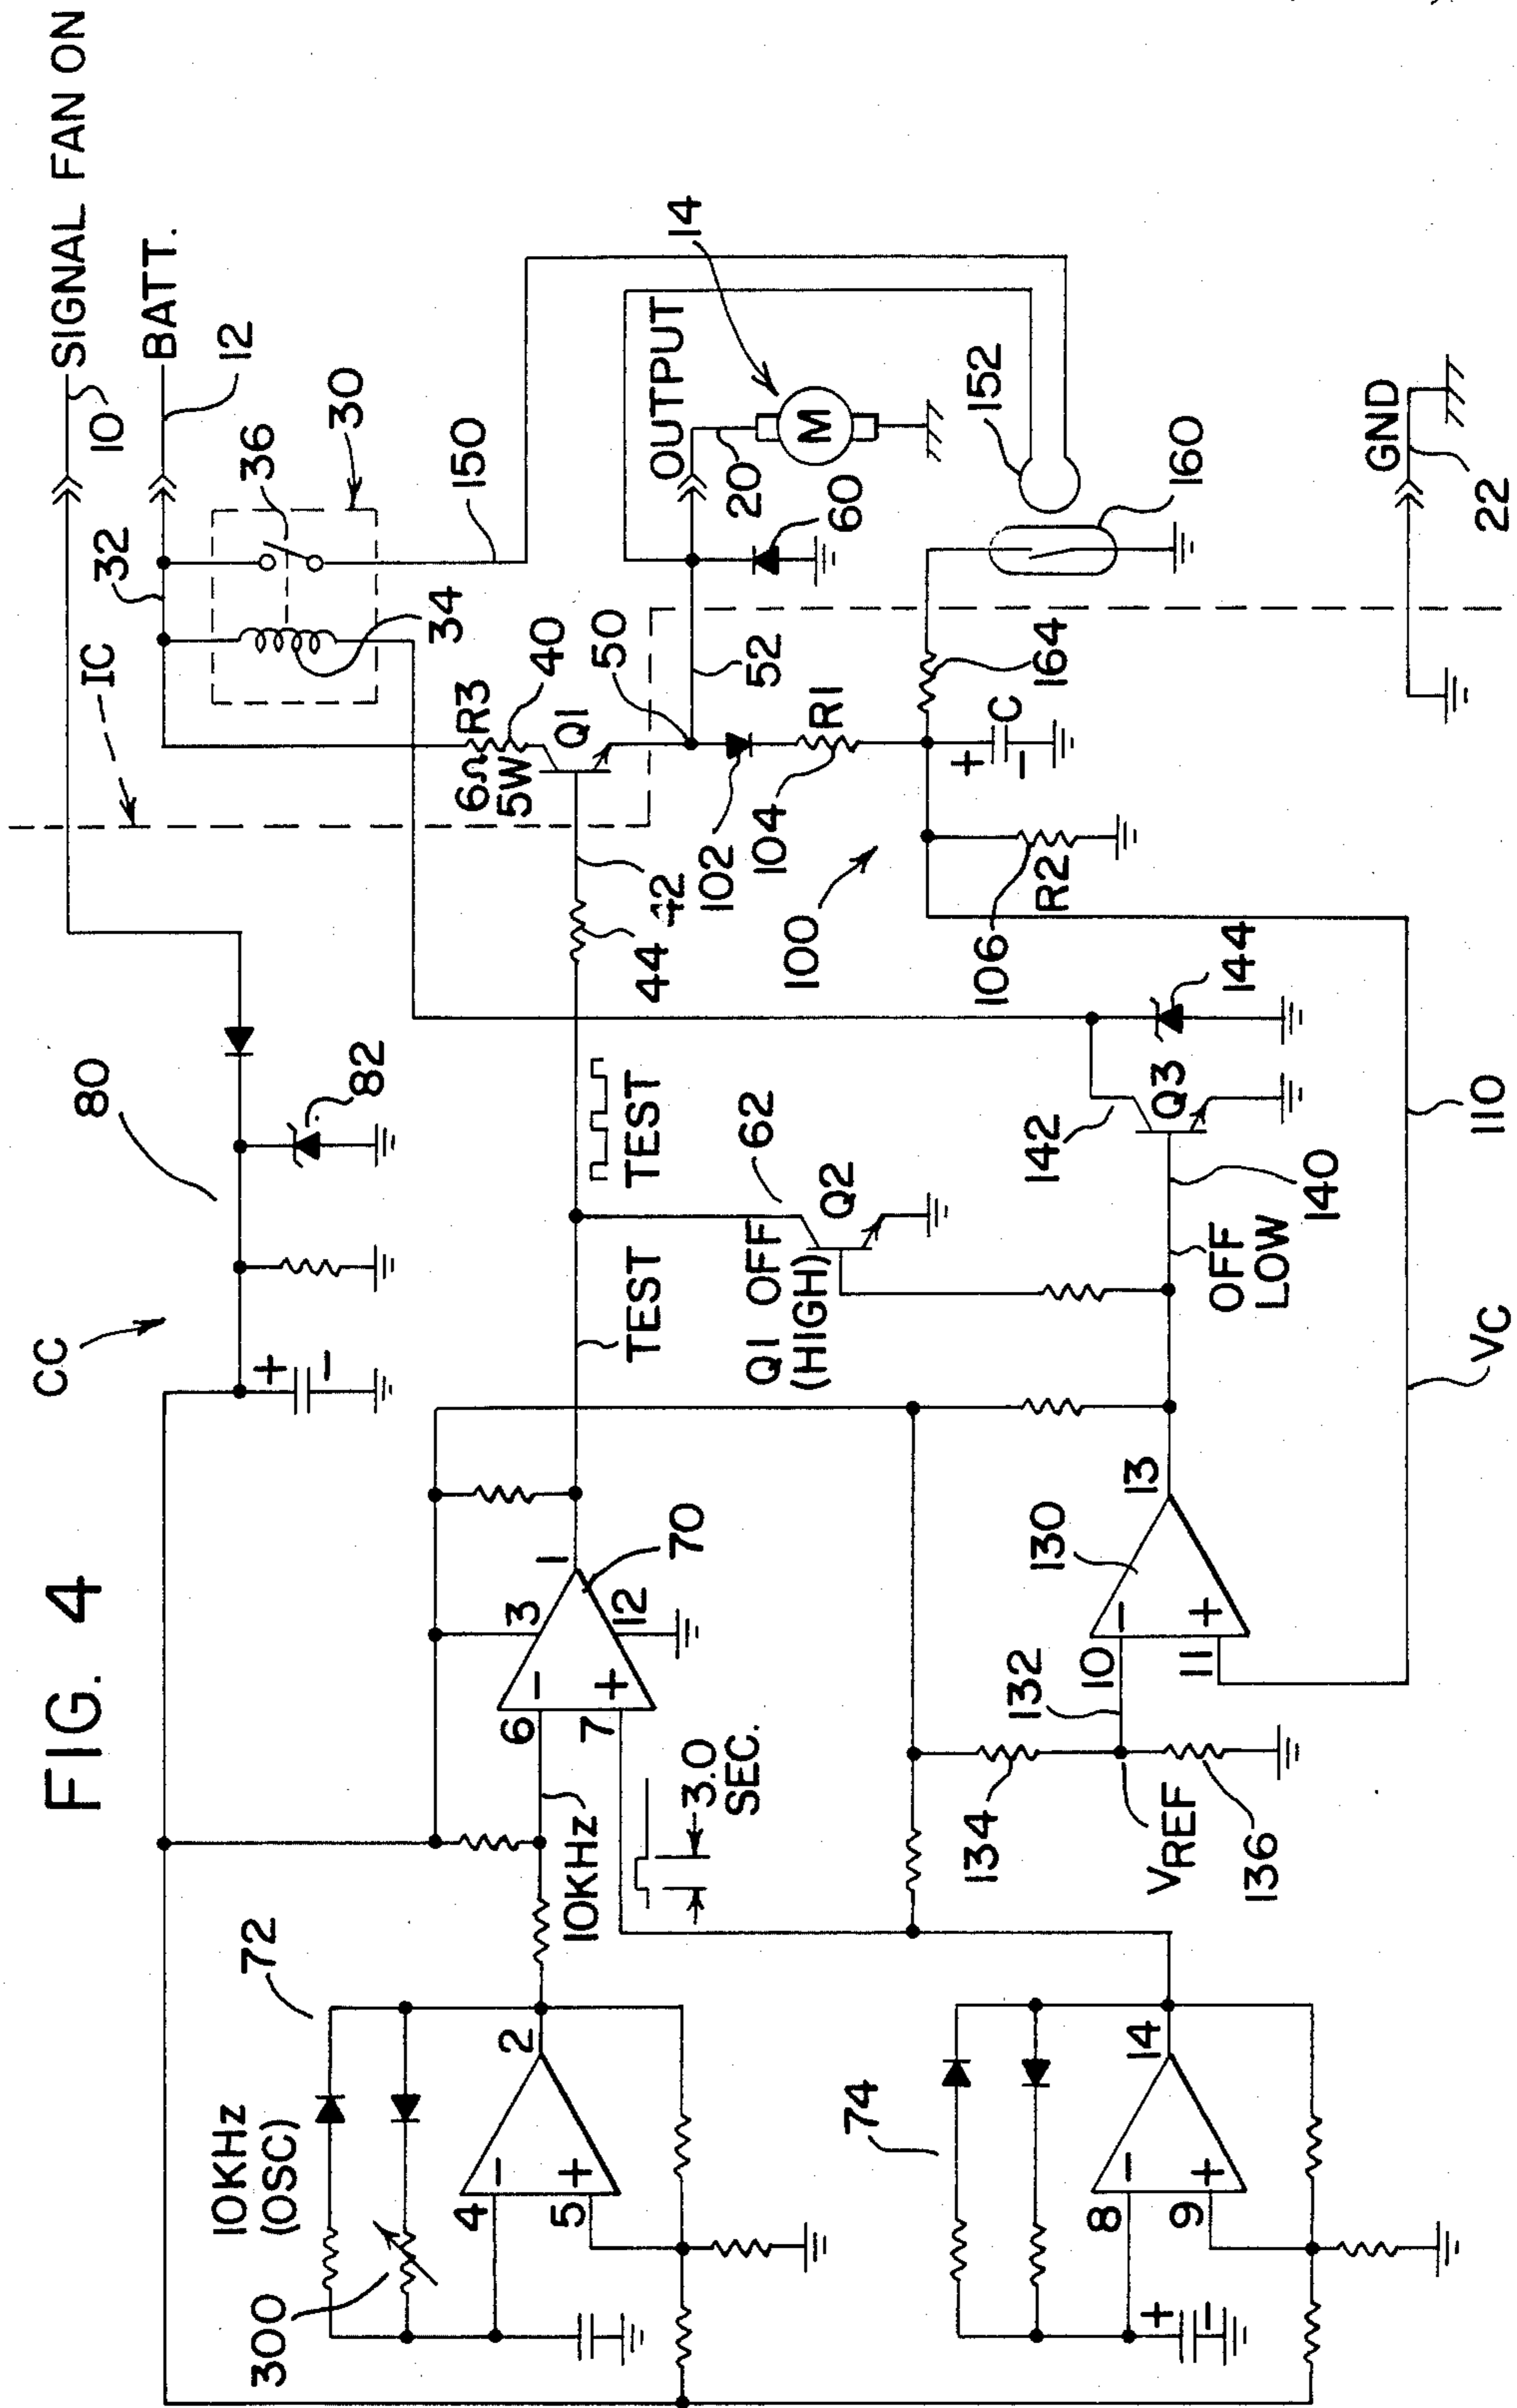 FIG. 4
SIGNAL FAN ON
10
BATT.
12
32
36
30
34
150
IC
CC
80
82
R3
6Ω
5W
40
Q1
50
52
OUTPUT
14
20
M
60
152
160
GND
22
164
C
+
−
R1
102
104
100
106
R2
42
44
TEST
TEST
62
Q2
Q1 OFF
(HIGH)
142
Q3
144
140
OFF
LOW
110
VC
+
−
1
3
12
70
6
−
7
+
10KHz
3.0
SEC.
72
10KHz
(OSC)
300
2
4
−
5
+
74
14
8
−
9
+
+
−
130
13
10
−
11
+
132
134
VREF
136